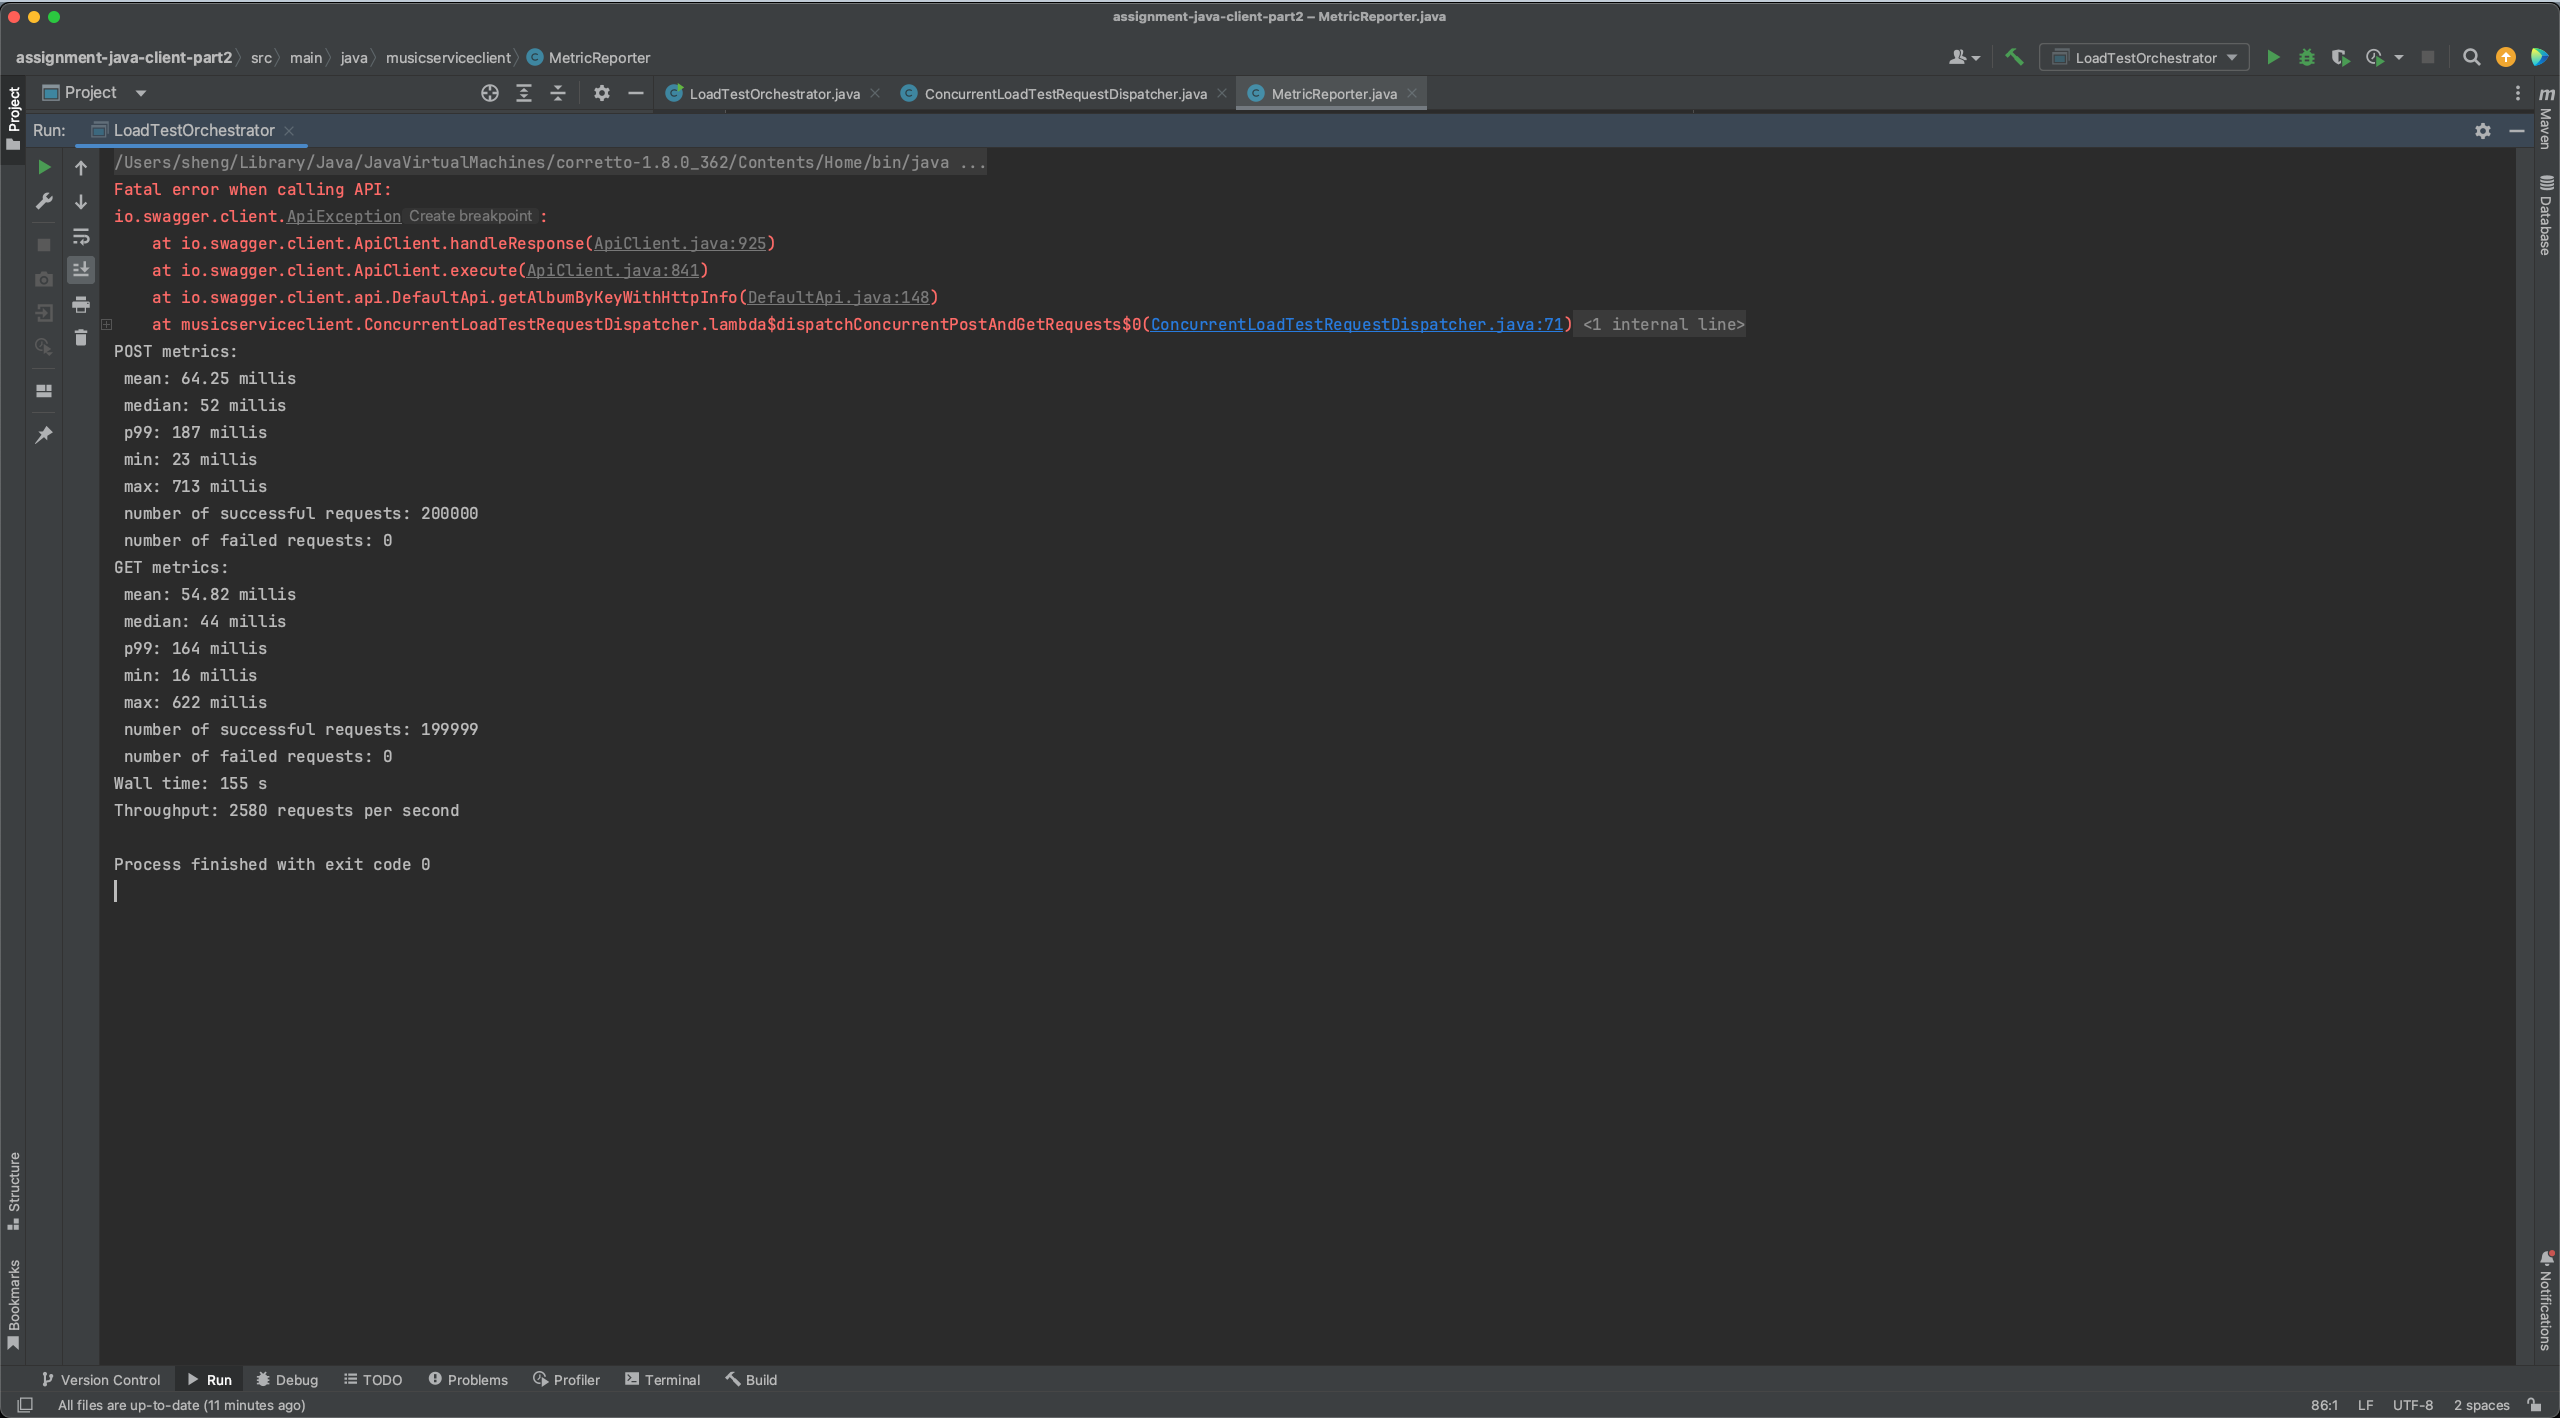 assignment-java-client-part2 – MetricReporter.java
assignment-java-client-part2 src main java musicserviceclient MetricReporter
LoadTestOrchestrator
Project
LoadTestOrchestrator.java
ConcurrentLoadTestRequestDispatcher.java
MetricReporter.java
Run: LoadTestOrchestrator
/Users/sheng/Library/Java/JavaVirtualMachines/corretto-1.8.0_362/Contents/Home/bin/java ...
Fatal error when calling API:
io.swagger.client.ApiException Create breakpoint :
at io.swagger.client.ApiClient.handleResponse(ApiClient.java:925)
at io.swagger.client.ApiClient.execute(ApiClient.java:841)
at io.swagger.client.api.DefaultApi.getAlbumByKeyWithHttpInfo(DefaultApi.java:148)
at musicserviceclient.ConcurrentLoadTestRequestDispatcher.lambda$dispatchConcurrentPostAndGetRequests$0(ConcurrentLoadTestRequestDispatcher.java:71) <1 internal line>
POST metrics:
mean: 64.25 millis
median: 52 millis
p99: 187 millis
min: 23 millis
max: 713 millis
number of successful requests: 200000
number of failed requests: 0
GET metrics:
mean: 54.82 millis
median: 44 millis
p99: 164 millis
min: 16 millis
max: 622 millis
number of successful requests: 199999
number of failed requests: 0
Wall time: 155 s
Throughput: 2580 requests per second
Process finished with exit code 0
Project
Structure
Bookmarks
m
Maven
Database
Notifications
Version Control
Run
Debug
TODO
Problems
Profiler
Terminal
Build
All files are up-to-date (11 minutes ago)
86:1 LF UTF-8 2 spaces